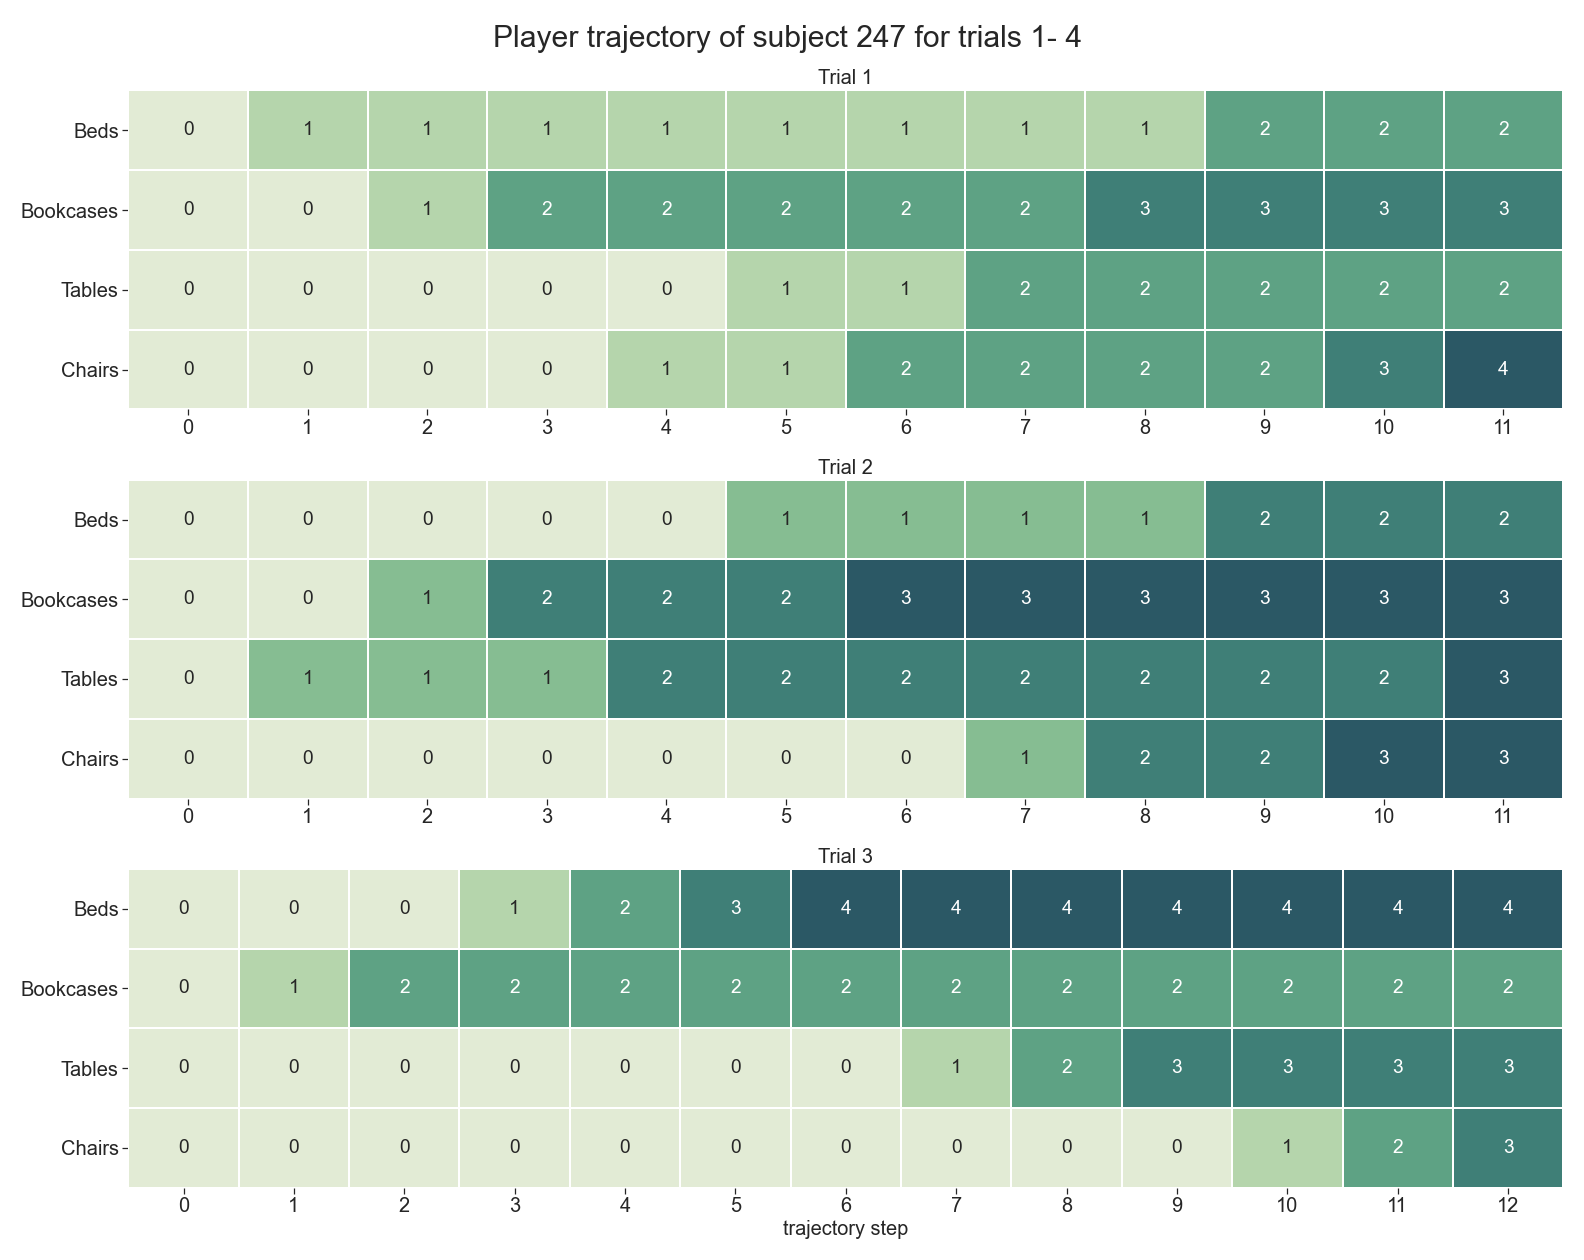 Player trajectory of subject 247 for trials 1- 4
Trial 1
Beds 0 1 1 1 1 1 1 1 1 2 2 2
Bookcases 0 0 1 2 2 2 2 2 3 3 3 3
Tables 0 0 0 0 0 1 1 2 2 2 2 2
Chairs 0 0 0 0 1 1 2 2 2 2 3 4
0 1 2 3 4 5 6 7 8 9 10 11
Trial 2
Beds 0 0 0 0 0 1 1 1 1 2 2 2
Bookcases 0 0 1 2 2 2 3 3 3 3 3 3
Tables 0 1 1 1 2 2 2 2 2 2 2 3
Chairs 0 0 0 0 0 0 0 1 2 2 3 3
0 1 2 3 4 5 6 7 8 9 10 11
Trial 3
Beds 0 0 0 1 2 3 4 4 4 4 4 4 4
Bookcases 0 1 2 2 2 2 2 2 2 2 2 2 2
Tables 0 0 0 0 0 0 0 1 2 3 3 3 3
Chairs 0 0 0 0 0 0 0 0 0 0 1 2 3
0 1 2 3 4 5 6 7 8 9 10 11 12
trajectory step